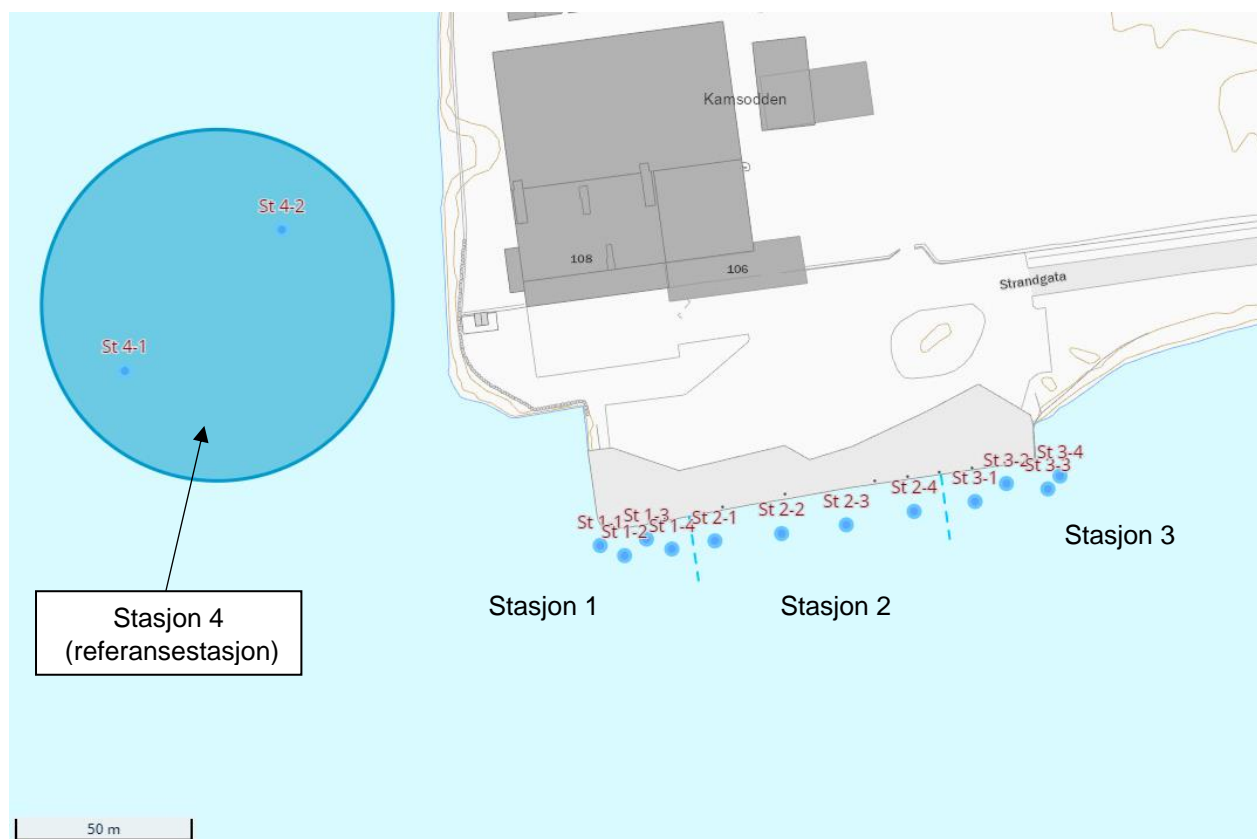 Kamsodden
St 4-2
108
106
Strandgata
St 4-1
St 3-4
St 3-2
St 3-3
St 2-4
St 3-1
St 2-3
St 2-2
St 1-3
St 2-1
St 1-1
St 1-4
St 1-2
Stasjon 3
Stasjon 1
Stasjon 2
Stasjon 4
(referansestasjon)
50 m